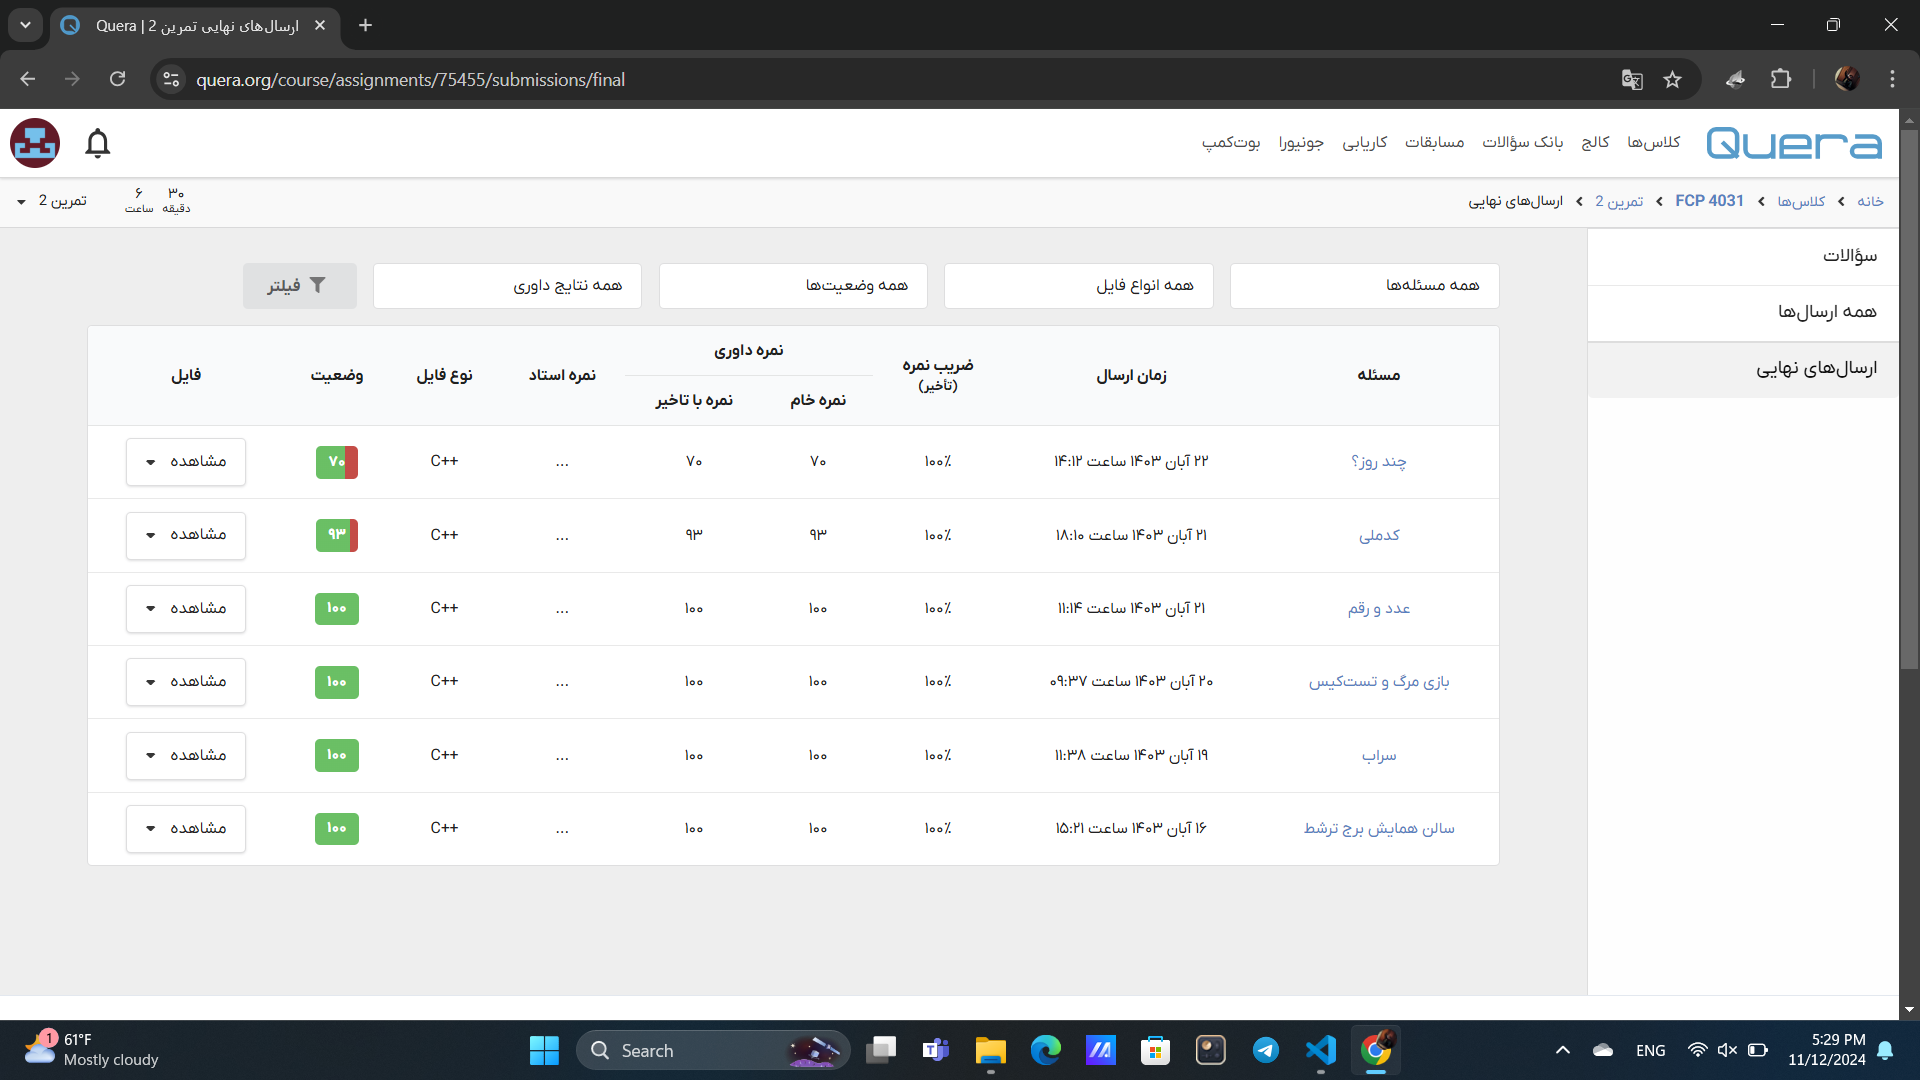 ارسال‌های نهایی تمرین 2 | Quera
quera.org/course/assignments/75455/submissions/final
Quera
کلاس‌ها
کالج
بانک سؤالات
مسابقات
کاریابی
جونیورا
بوت‌کمپ
خانه
کلاس‌ها
FCP 4031
تمرین 2
ارسال‌های نهایی
۳۰ دقیقه
۶ ساعت
تمرین 2
سؤالات
همه ارسال‌ها
ارسال‌های نهایی
همه مسئله‌ها
همه انواع فایل
همه وضعیت‌ها
همه نتایج داوری
فیلتر
مسئله
زمان ارسال
ضریب نمره
(تأخیر)
نمره داوری
نمره خام
نمره با تاخیر
نمره استاد
نوع فایل
وضعیت
فایل
چند روز؟ ۲۲ آبان ۱۴۰۳ ساعت ۱۴:۱۲ ۱۰۰٪ ۷۰ ۷۰ ... C++ ۷۰ مشاهده
کدملی ۲۱ آبان ۱۴۰۳ ساعت ۱۸:۱۰ ۱۰۰٪ ۹۳ ۹۳ ... C++ ۹۳ مشاهده
عدد و رقم ۲۱ آبان ۱۴۰۳ ساعت ۱۱:۱۴ ۱۰۰٪ ۱۰۰ ۱۰۰ ... C++ ۱۰۰ مشاهده
بازی مرگ و تست‌کیس ۲۰ آبان ۱۴۰۳ ساعت ۰۹:۳۷ ۱۰۰٪ ۱۰۰ ۱۰۰ ... C++ ۱۰۰ مشاهده
سراب ۱۹ آبان ۱۴۰۳ ساعت ۱۱:۳۸ ۱۰۰٪ ۱۰۰ ۱۰۰ ... C++ ۱۰۰ مشاهده
سالن همایش برج ترشط ۱۶ آبان ۱۴۰۳ ساعت ۱۵:۲۱ ۱۰۰٪ ۱۰۰ ۱۰۰ ... C++ ۱۰۰ مشاهده
1
61°F
Mostly cloudy
Search
ENG
5:29 PM
11/12/2024